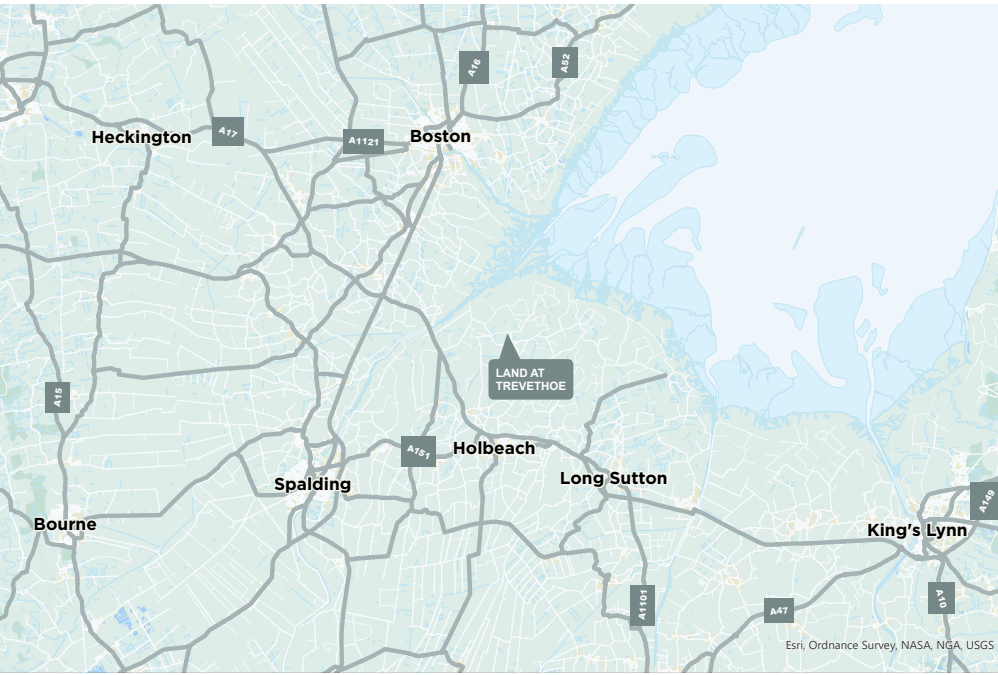 A16
A52
A17
Heckington
A1121
Boston
LAND AT
TREVETHOE
A15
A151
Holbeach
Spalding
Long Sutton
Bourne
A149
King's Lynn
A1101
A47
A10
Esri, Ordnance Survey, NASA, NGA, USGS